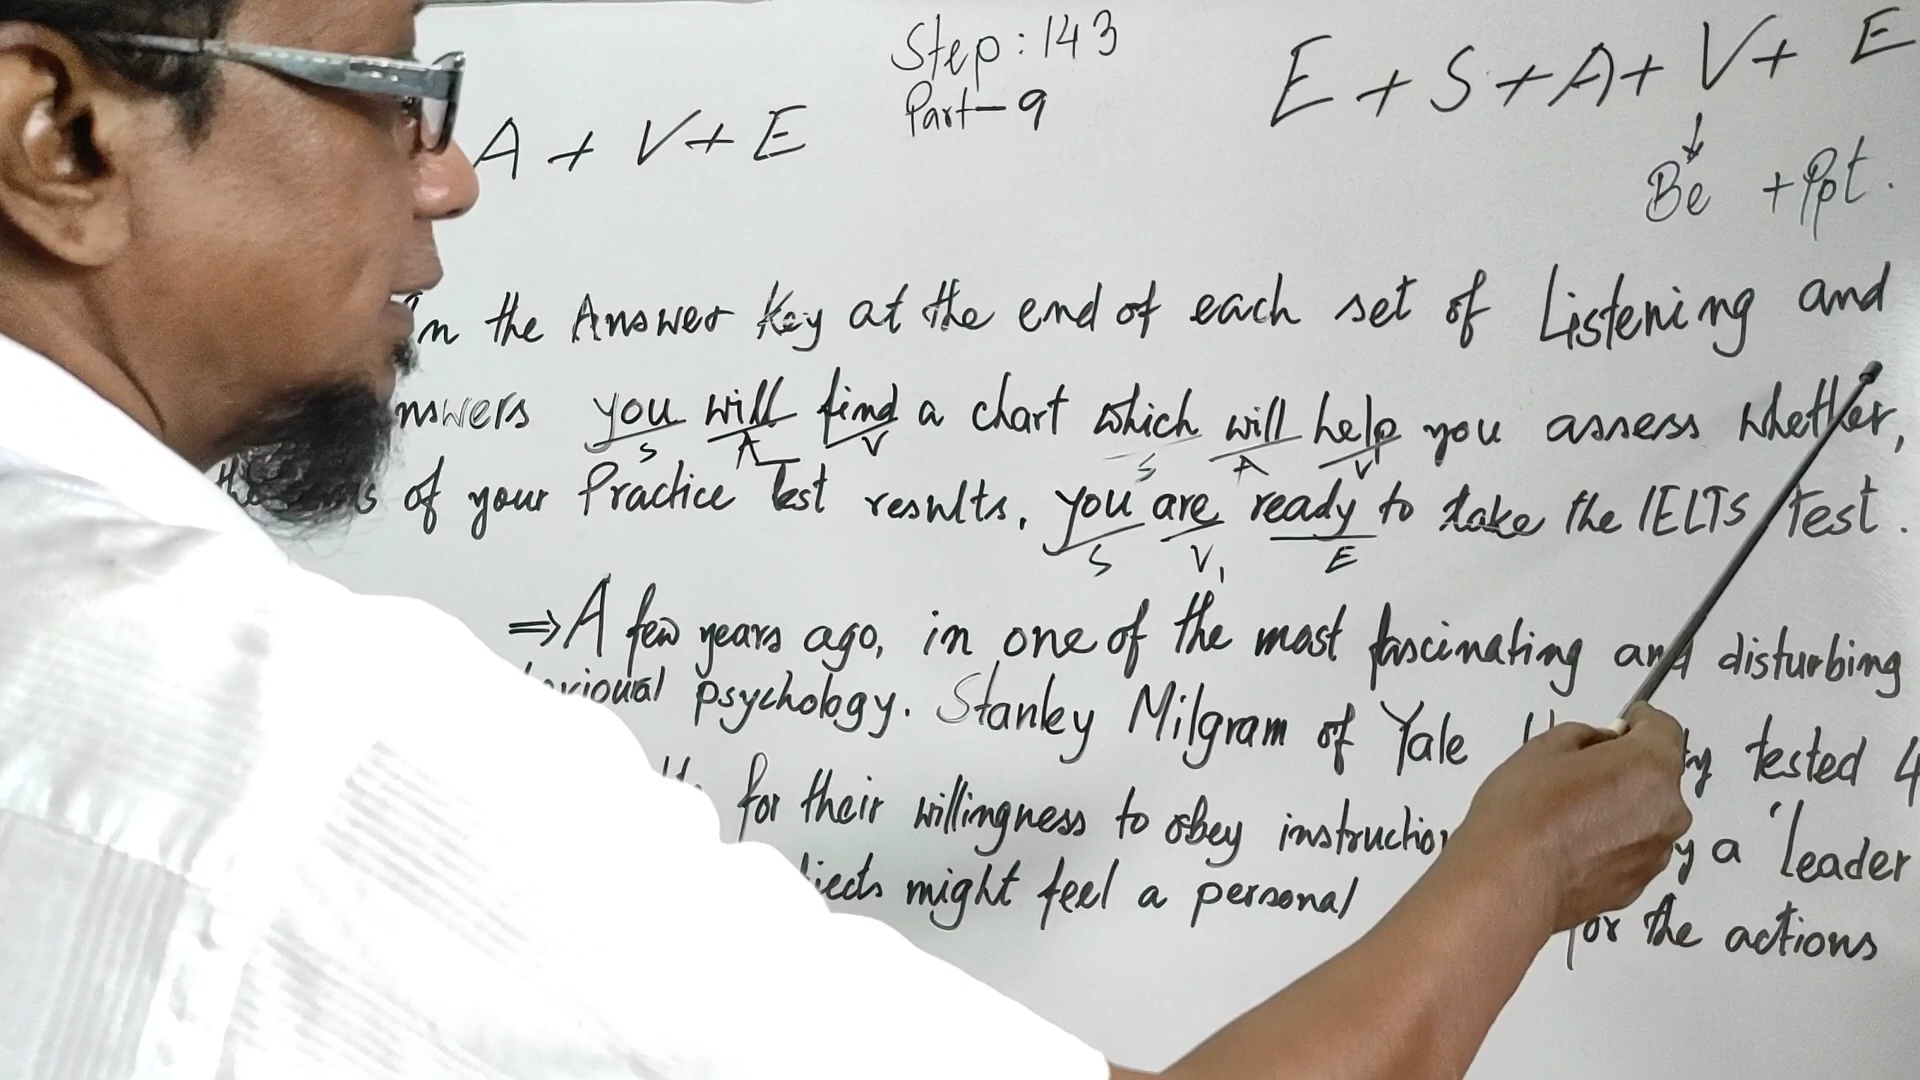 Step: 143
Part-9
A + V + E
E + S + A + V + E
Be + Ppt.
In the Answer Key at the end of each set of Listening and
you will find a chart which will help you assess whether,
S A V S A V
of your Practice Test results, you are ready to take the IELTS Test.
S V1 E
⇒ A few years ago, in one of the most fascinating and disturbing
psychology. Stanley Milgram of Yale tested 4
for their willingness to obey a 'leader
might feel a personal for the actions